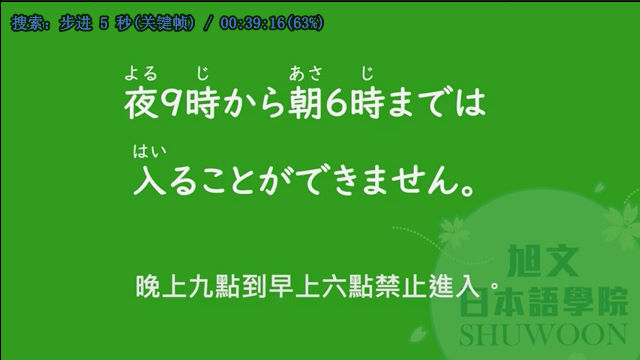 搜索: 步进 5 秒(关键帧) / 00:39:16(63%)
よる じ あさ じ
夜9時から朝6時までは
はい
入ることができません。
晚上九點到早上六點禁止進入。
旭文
日本語學院
SHUWOON